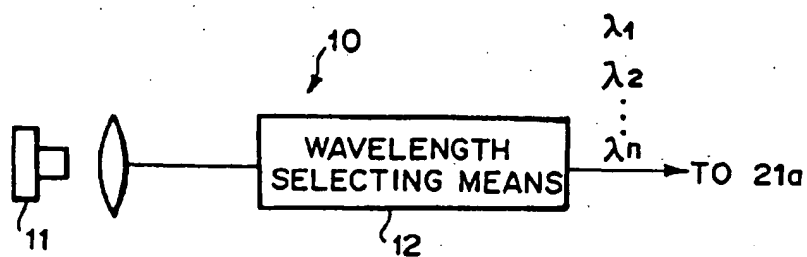 10
λ1
λ2
λn
WAVELENGTH
SELECTING MEANS
TO 21a
11
12